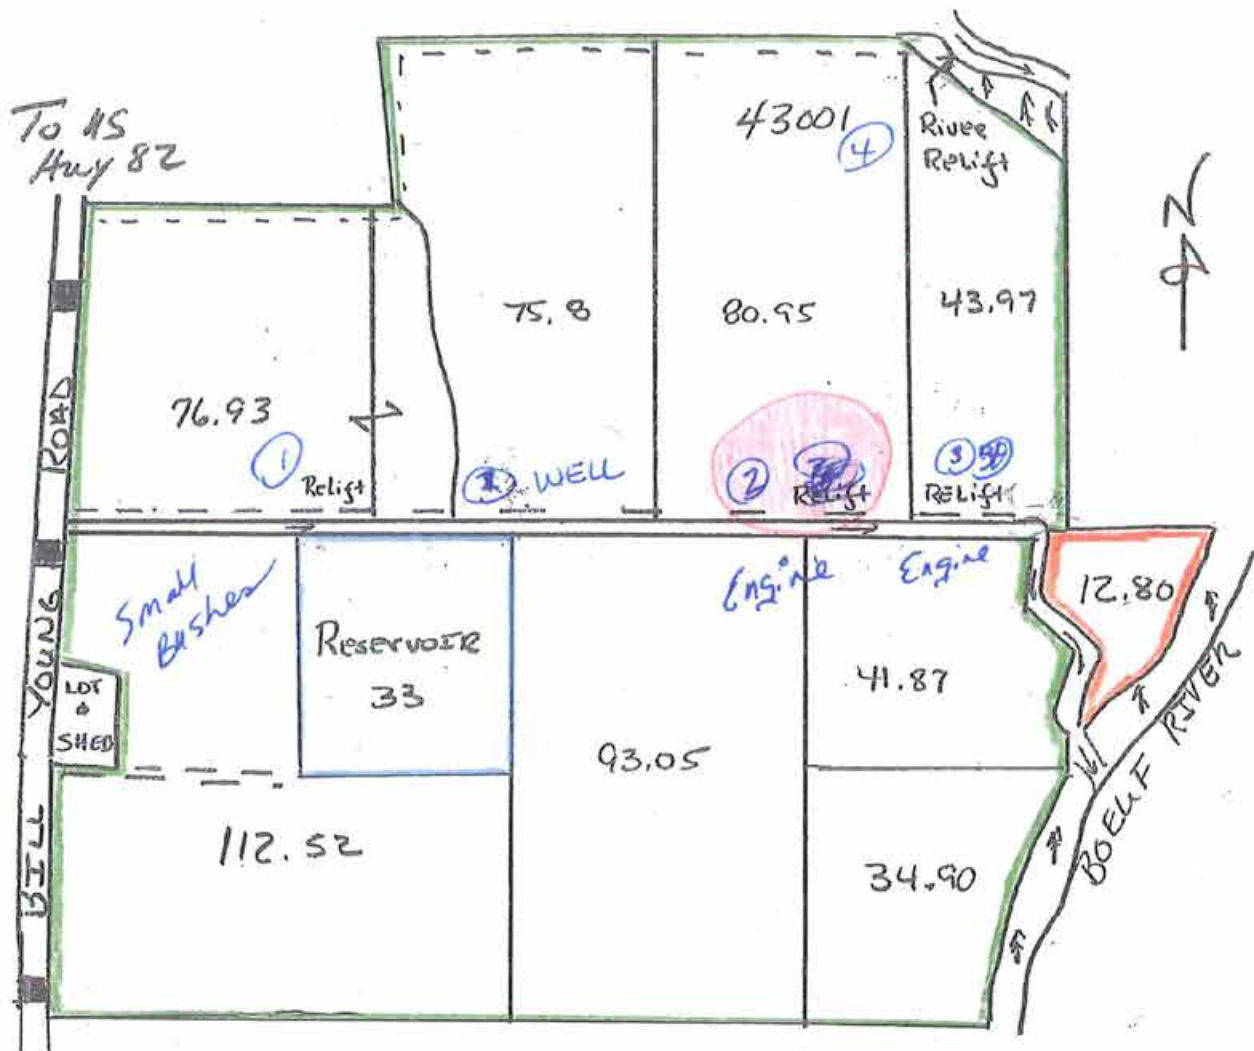 To US
Hwy 82
43001
4
River
Relift
N
75.8
80.95
43.97
76.93
1
Relift
WELL
2
Relift
3
Relift
Small
Bushes
Engine
Engine
12.80
Reservoir
33
41.87
LOT
&
SHED
93.05
112.52
34.90
BILL YOUNG ROAD
BOEUF RIVER